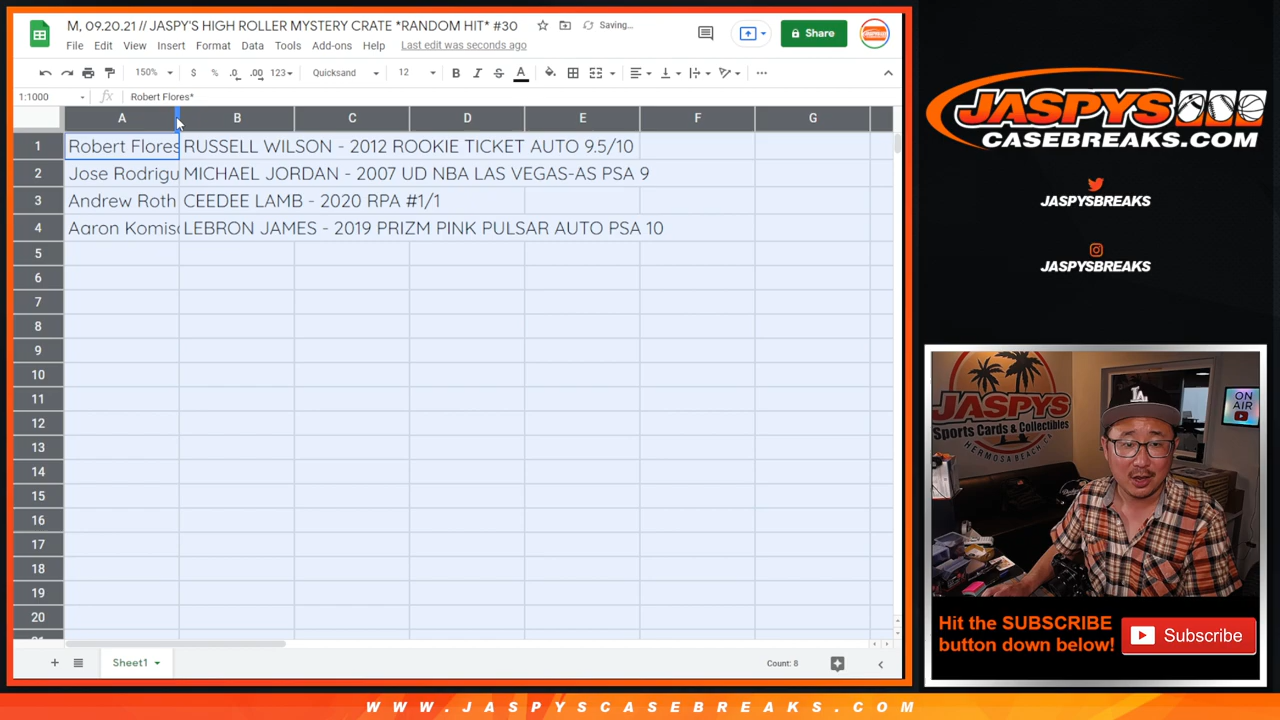 M, 09.20.21 // JASPY'S HIGH ROLLER MYSTERY CRATE *RANDOM HIT* #30
Saving...
File Edit View Insert Format Data Tools Add-ons Help Last edit was seconds ago
Share
150% $ % .0 .00 123 Quicksand 12 B I S A
1:1000 fx Robert Flores*
A B C D E F G
1 Robert Flores RUSSELL WILSON - 2012 ROOKIE TICKET AUTO 9.5/10
2 Jose Rodrigu MICHAEL JORDAN - 2007 UD NBA LAS VEGAS-AS PSA 9
3 Andrew Roth CEEDEE LAMB - 2020 RPA #1/1
4 Aaron Komisa LEBRON JAMES - 2019 PRIZM PINK PULSAR AUTO PSA 10
5
6
7
8
9
10
11
12
13
14
15
16
17
18
19
20
Sheet1
Count: 8
JASPYS
CASEBREAKS.COM
JASPYSBREAKS
JASPYSBREAKS
JASPYS
Sports Cards & Collectibles
HERMOSA BEACH, CA
ON
AIR
LA
Hit the SUBSCRIBE
button down below!
Subscribe
WWW.JASPYSCASEBREAKS.COM